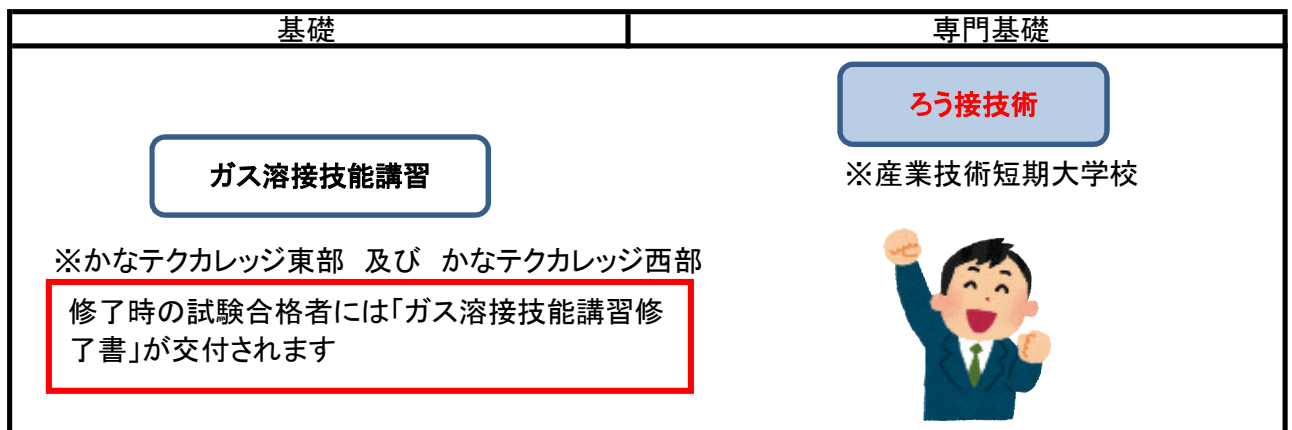 基礎
専門基礎
ろう接技術
※産業技術短期大学校
ガス溶接技能講習
※かなテクカレッジ東部 及び かなテクカレッジ西部
修了時の試験合格者には「ガス溶接技能講習修
了書」が交付されます